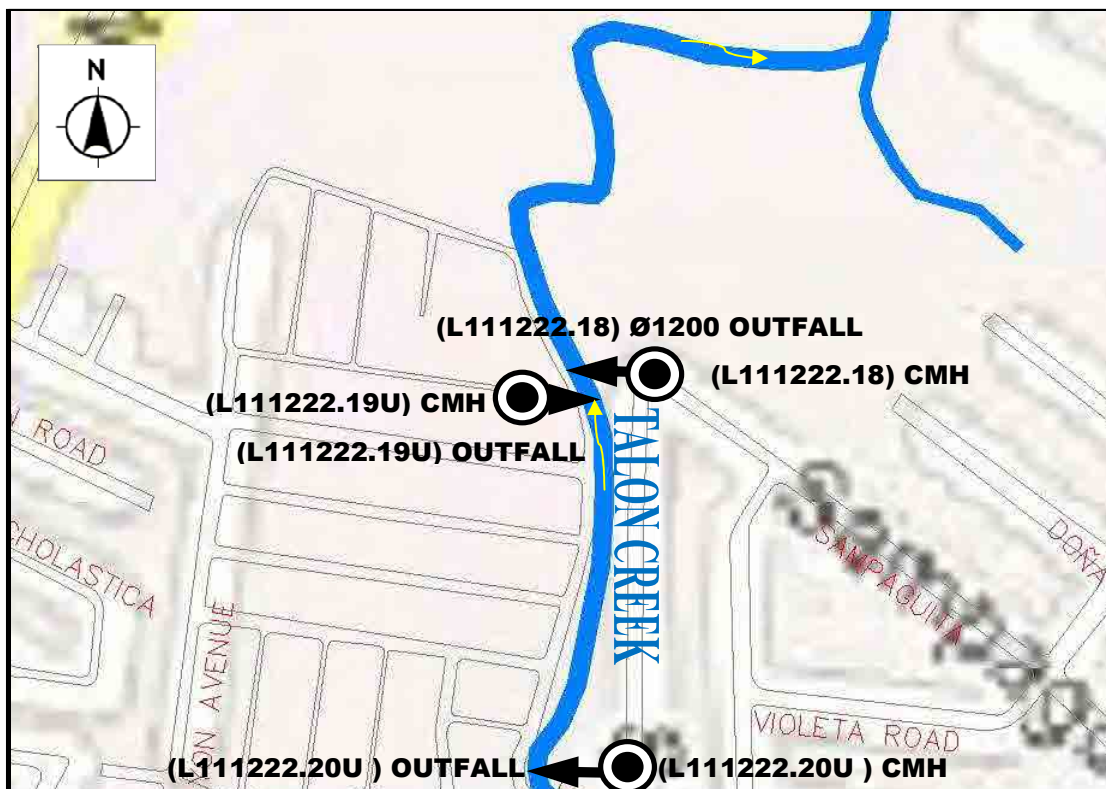 N
(L111222.18) Ø1200 OUTFALL
(L111222.18) CMH
(L111222.19U) CMH
(L111222.19U) OUTFALL
TALON CREEK
N ROAD
CHOLASTICA
ON AVENUE
SAMPAGUITA
DOÑA
VIOLETA ROAD
(L111222.20U ) OUTFALL
(L111222.20U ) CMH